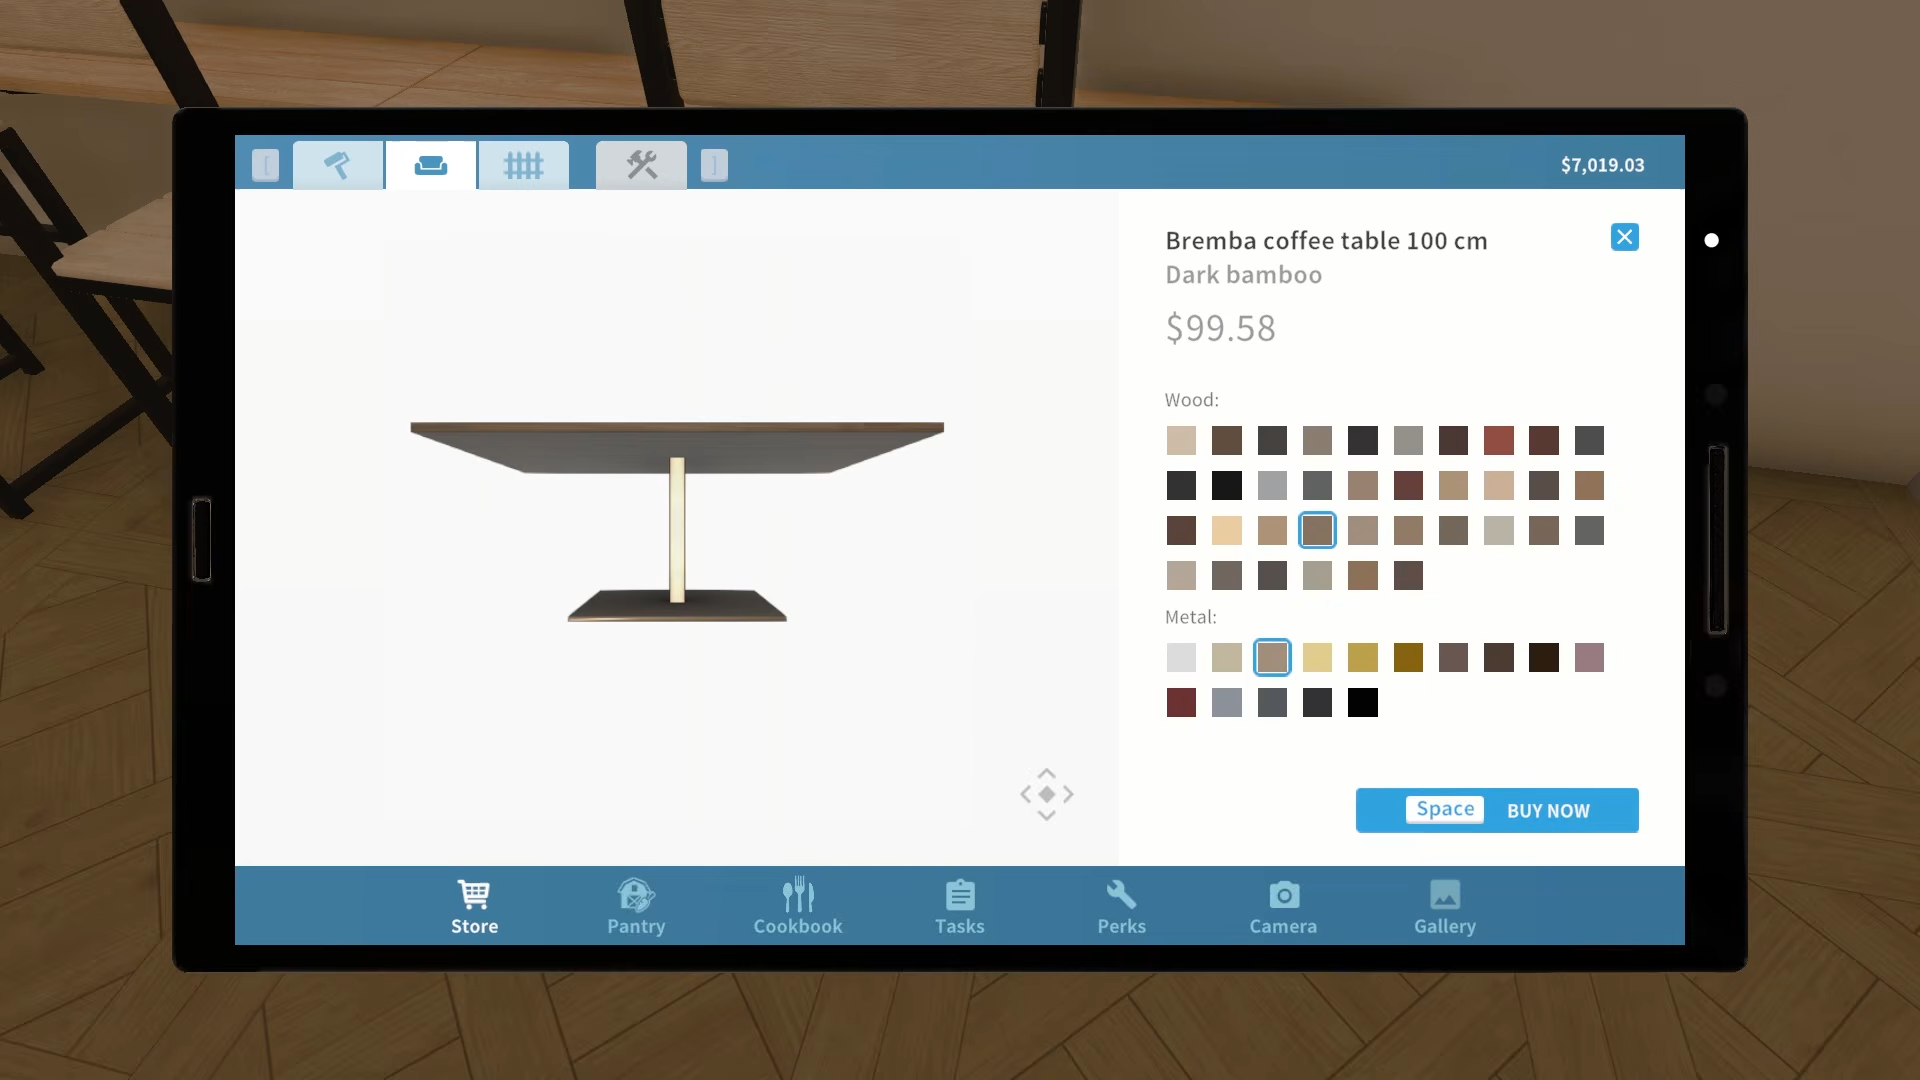 [
]
$7,019.03
Bremba coffee table 100 cm
Dark bamboo
$99.58
Wood:
Metal:
Space BUY NOW
Store
Pantry
Cookbook
Tasks
Perks
Camera
Gallery